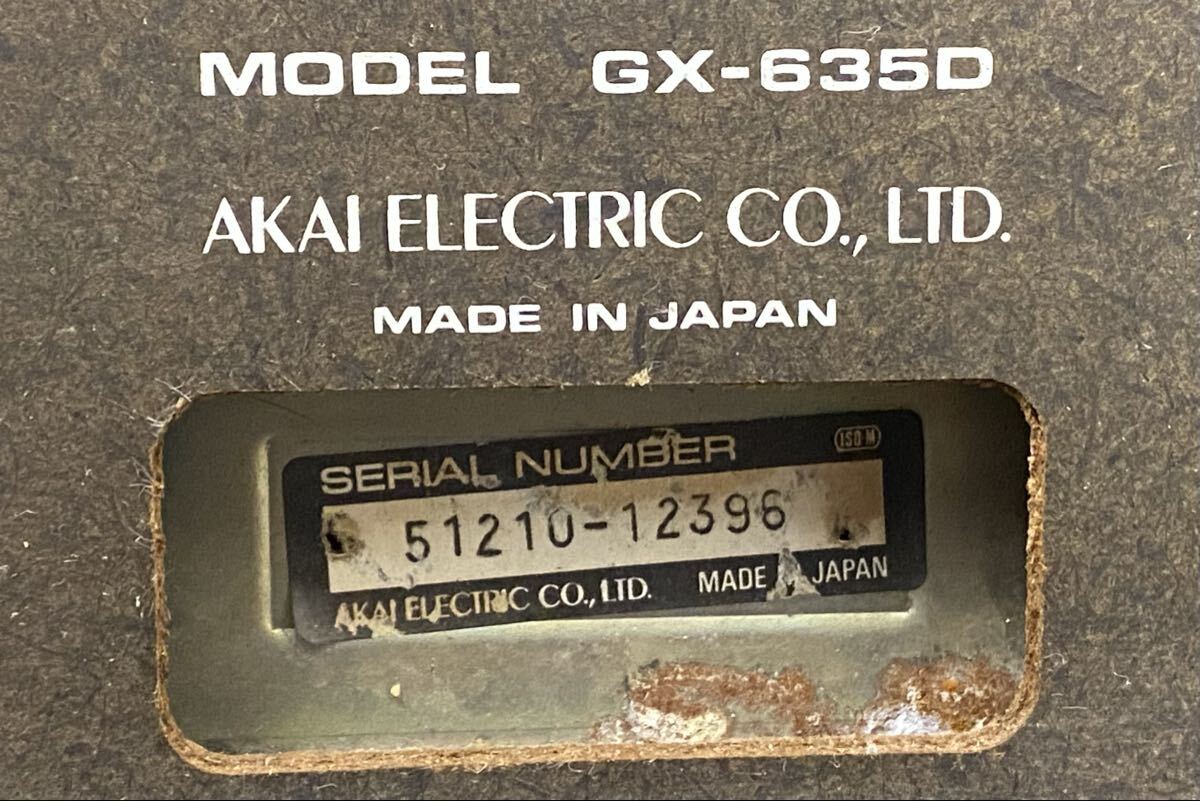 MODEL GX-635D
AKAI ELECTRIC CO., LTD.
MADE IN JAPAN
SERIAL NUMBER ISO M
51210-12396
AKAI ELECTRIC CO., LTD. MADE JAPAN